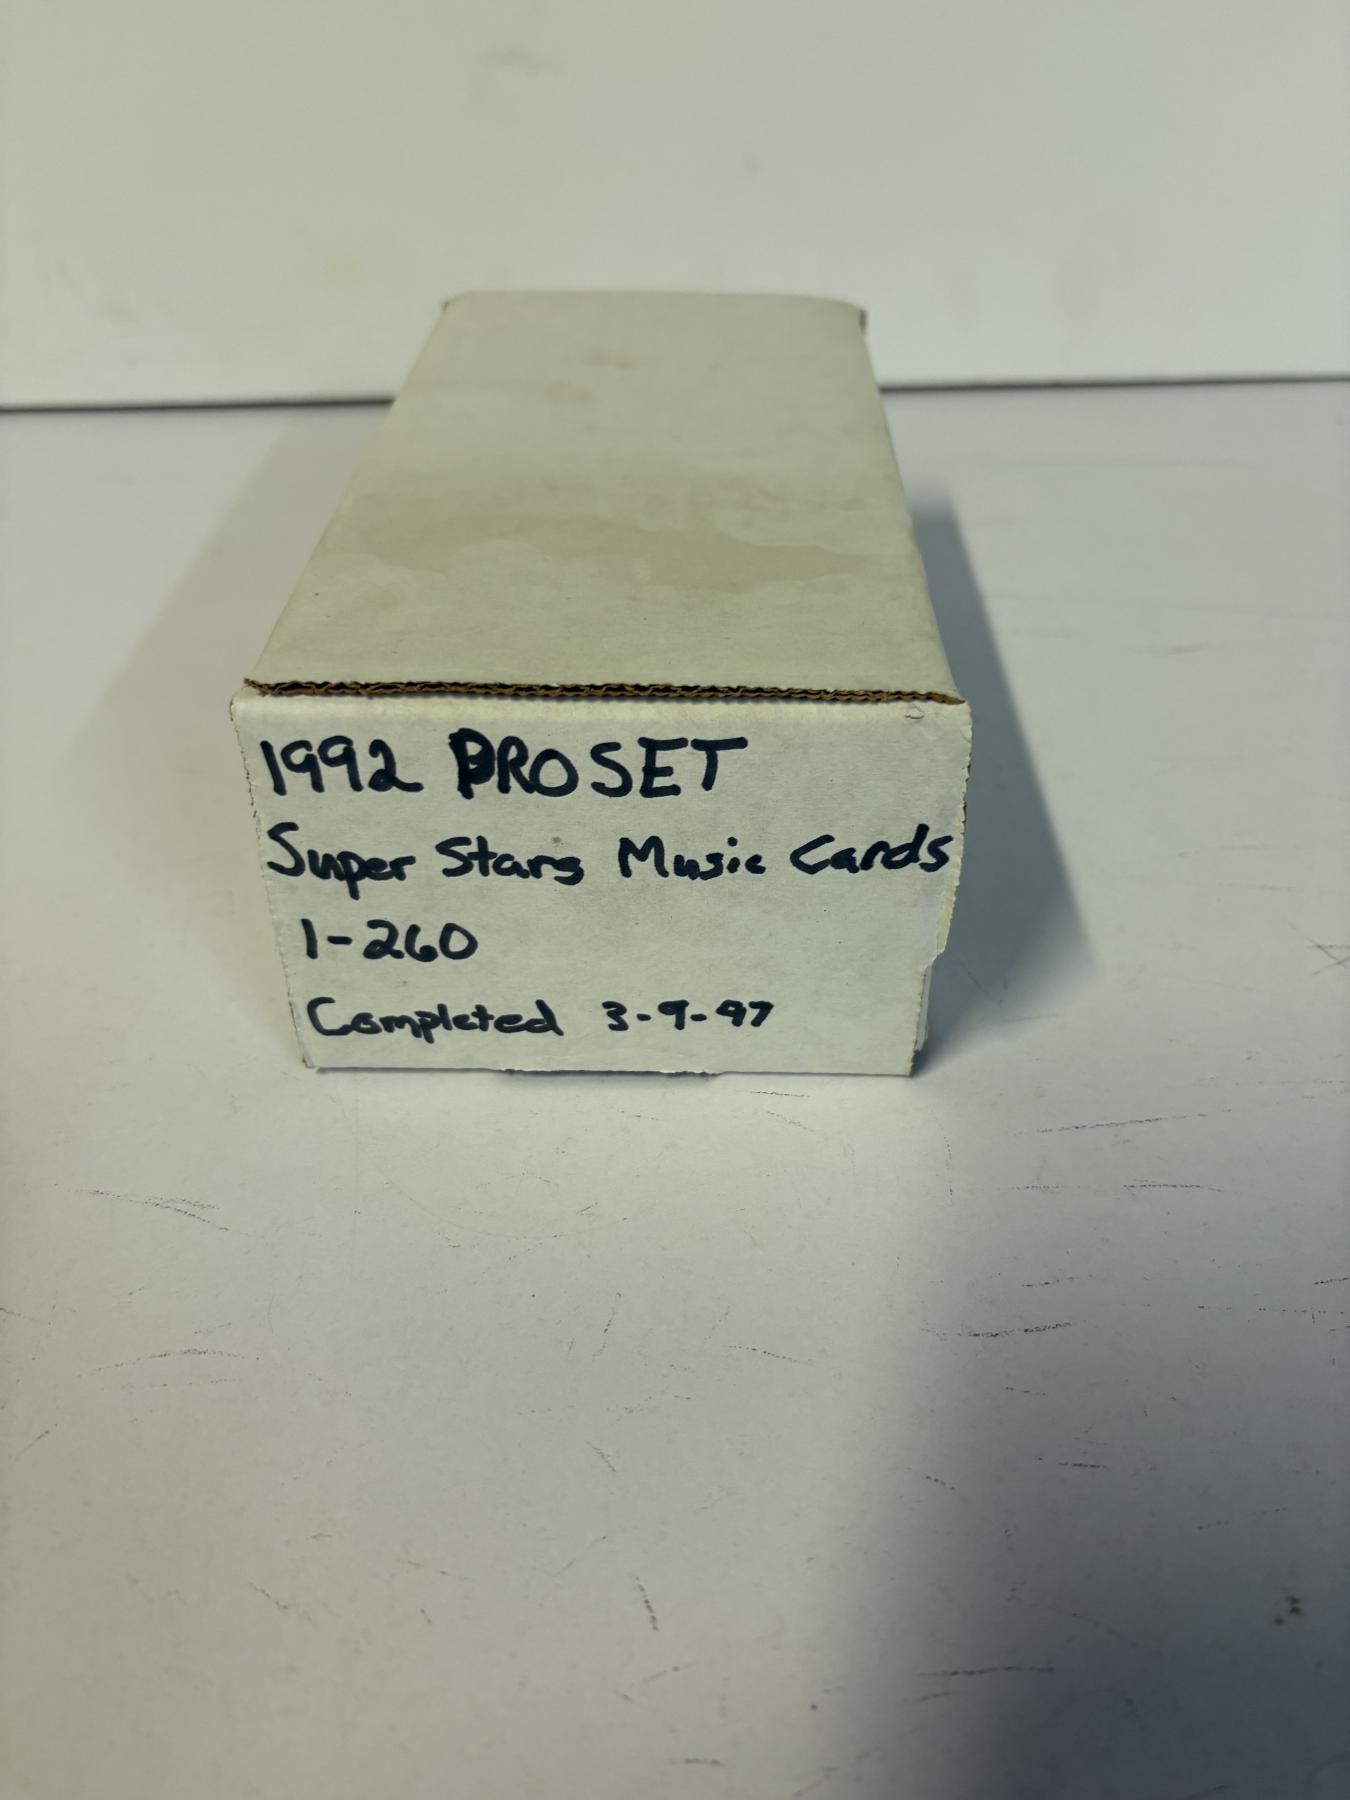 1992 PROSET
Super Stars Music Cards
1-260
Completed 3-9-97